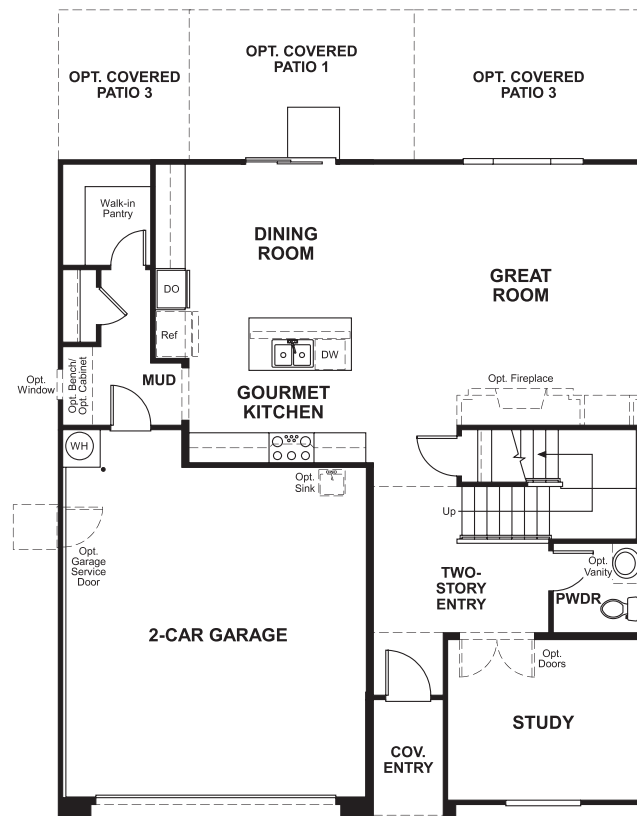 OPT. COVERED
PATIO 3
OPT. COVERED
PATIO 1
OPT. COVERED
PATIO 3
Walk-in
Pantry
DINING
ROOM
GREAT
ROOM
DO
Ref
DW
Opt.
Window
Opt. Bench/
Opt. Cabinet
MUD
GOURMET
KITCHEN
Opt. Fireplace
WH
Opt.
Sink
Up
Opt.
Garage
Service
Door
TWO-
STORY
ENTRY
Opt.
Vanity
PWDR
2-CAR GARAGE
Opt.
Doors
STUDY
COV.
ENTRY